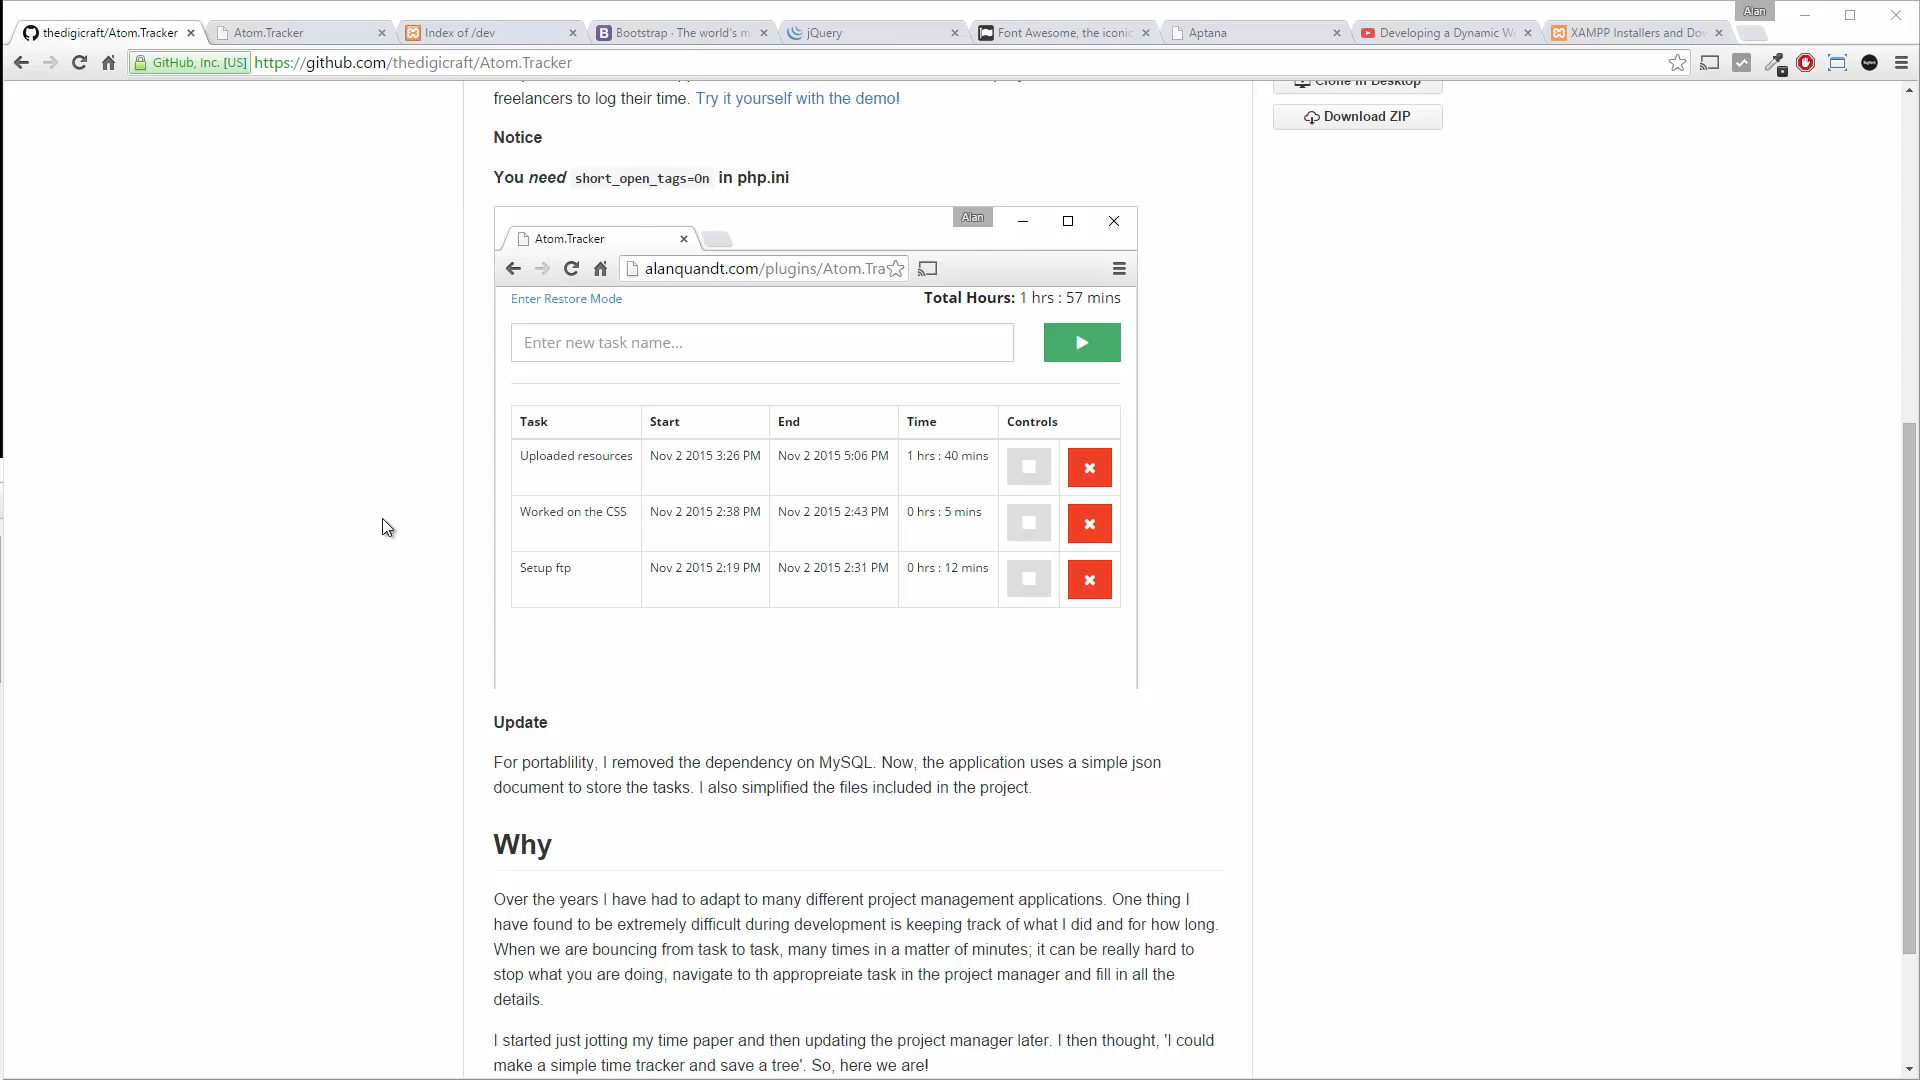 Alan
thedigicraft/Atom.Tracker
Atom.Tracker
Index of /dev
Bootstrap · The world's m
jQuery
Font Awesome, the iconic
Aptana
Developing a Dynamic W
XAMPP Installers and Dov
GitHub, Inc. [US]
https://github.com/thedigicraft/Atom.Tracker
Clone in Desktop
freelancers to log their time. Try it yourself with the demo!
Download ZIP
Notice
You need short_open_tags=On in php.ini
Alan
Atom.Tracker
alanquandt.com/plugins/Atom.Tra
Enter Restore Mode
Total Hours: 1 hrs : 57 mins
Enter new task name...
Task Start End Time Controls
Uploaded resources Nov 2 2015 3:26 PM Nov 2 2015 5:06 PM 1 hrs : 40 mins
Worked on the CSS Nov 2 2015 2:38 PM Nov 2 2015 2:43 PM 0 hrs : 5 mins
Setup ftp Nov 2 2015 2:19 PM Nov 2 2015 2:31 PM 0 hrs : 12 mins
Update
For portablility, I removed the dependency on MySQL. Now, the application uses a simple json
document to store the tasks. I also simplified the files included in the project.
Why
Over the years I have had to adapt to many different project management applications. One thing I
have found to be extremely difficult during development is keeping track of what I did and for how long.
When we are bouncing from task to task, many times in a matter of minutes; it can be really hard to
stop what you are doing, navigate to th appropreiate task in the project manager and fill in all the
details.
I started just jotting my time paper and then updating the project manager later. I then thought, 'I could
make a simple time tracker and save a tree'. So, here we are!